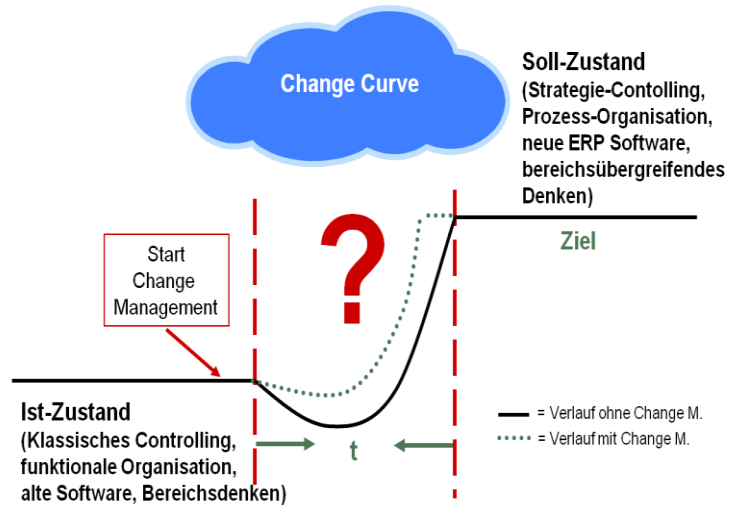 Change Curve
Soll-Zustand
(Strategie-Contolling,
Prozess-Organisation,
neue ERP Software,
bereichsübergreifendes
Denken)
?
Ziel
Start
Change
Management
Ist-Zustand
(Klassisches Controlling,
funktionale Organisation,
alte Software, Bereichsdenken)
t
= Verlauf ohne Change M.
= Verlauf mit Change M.